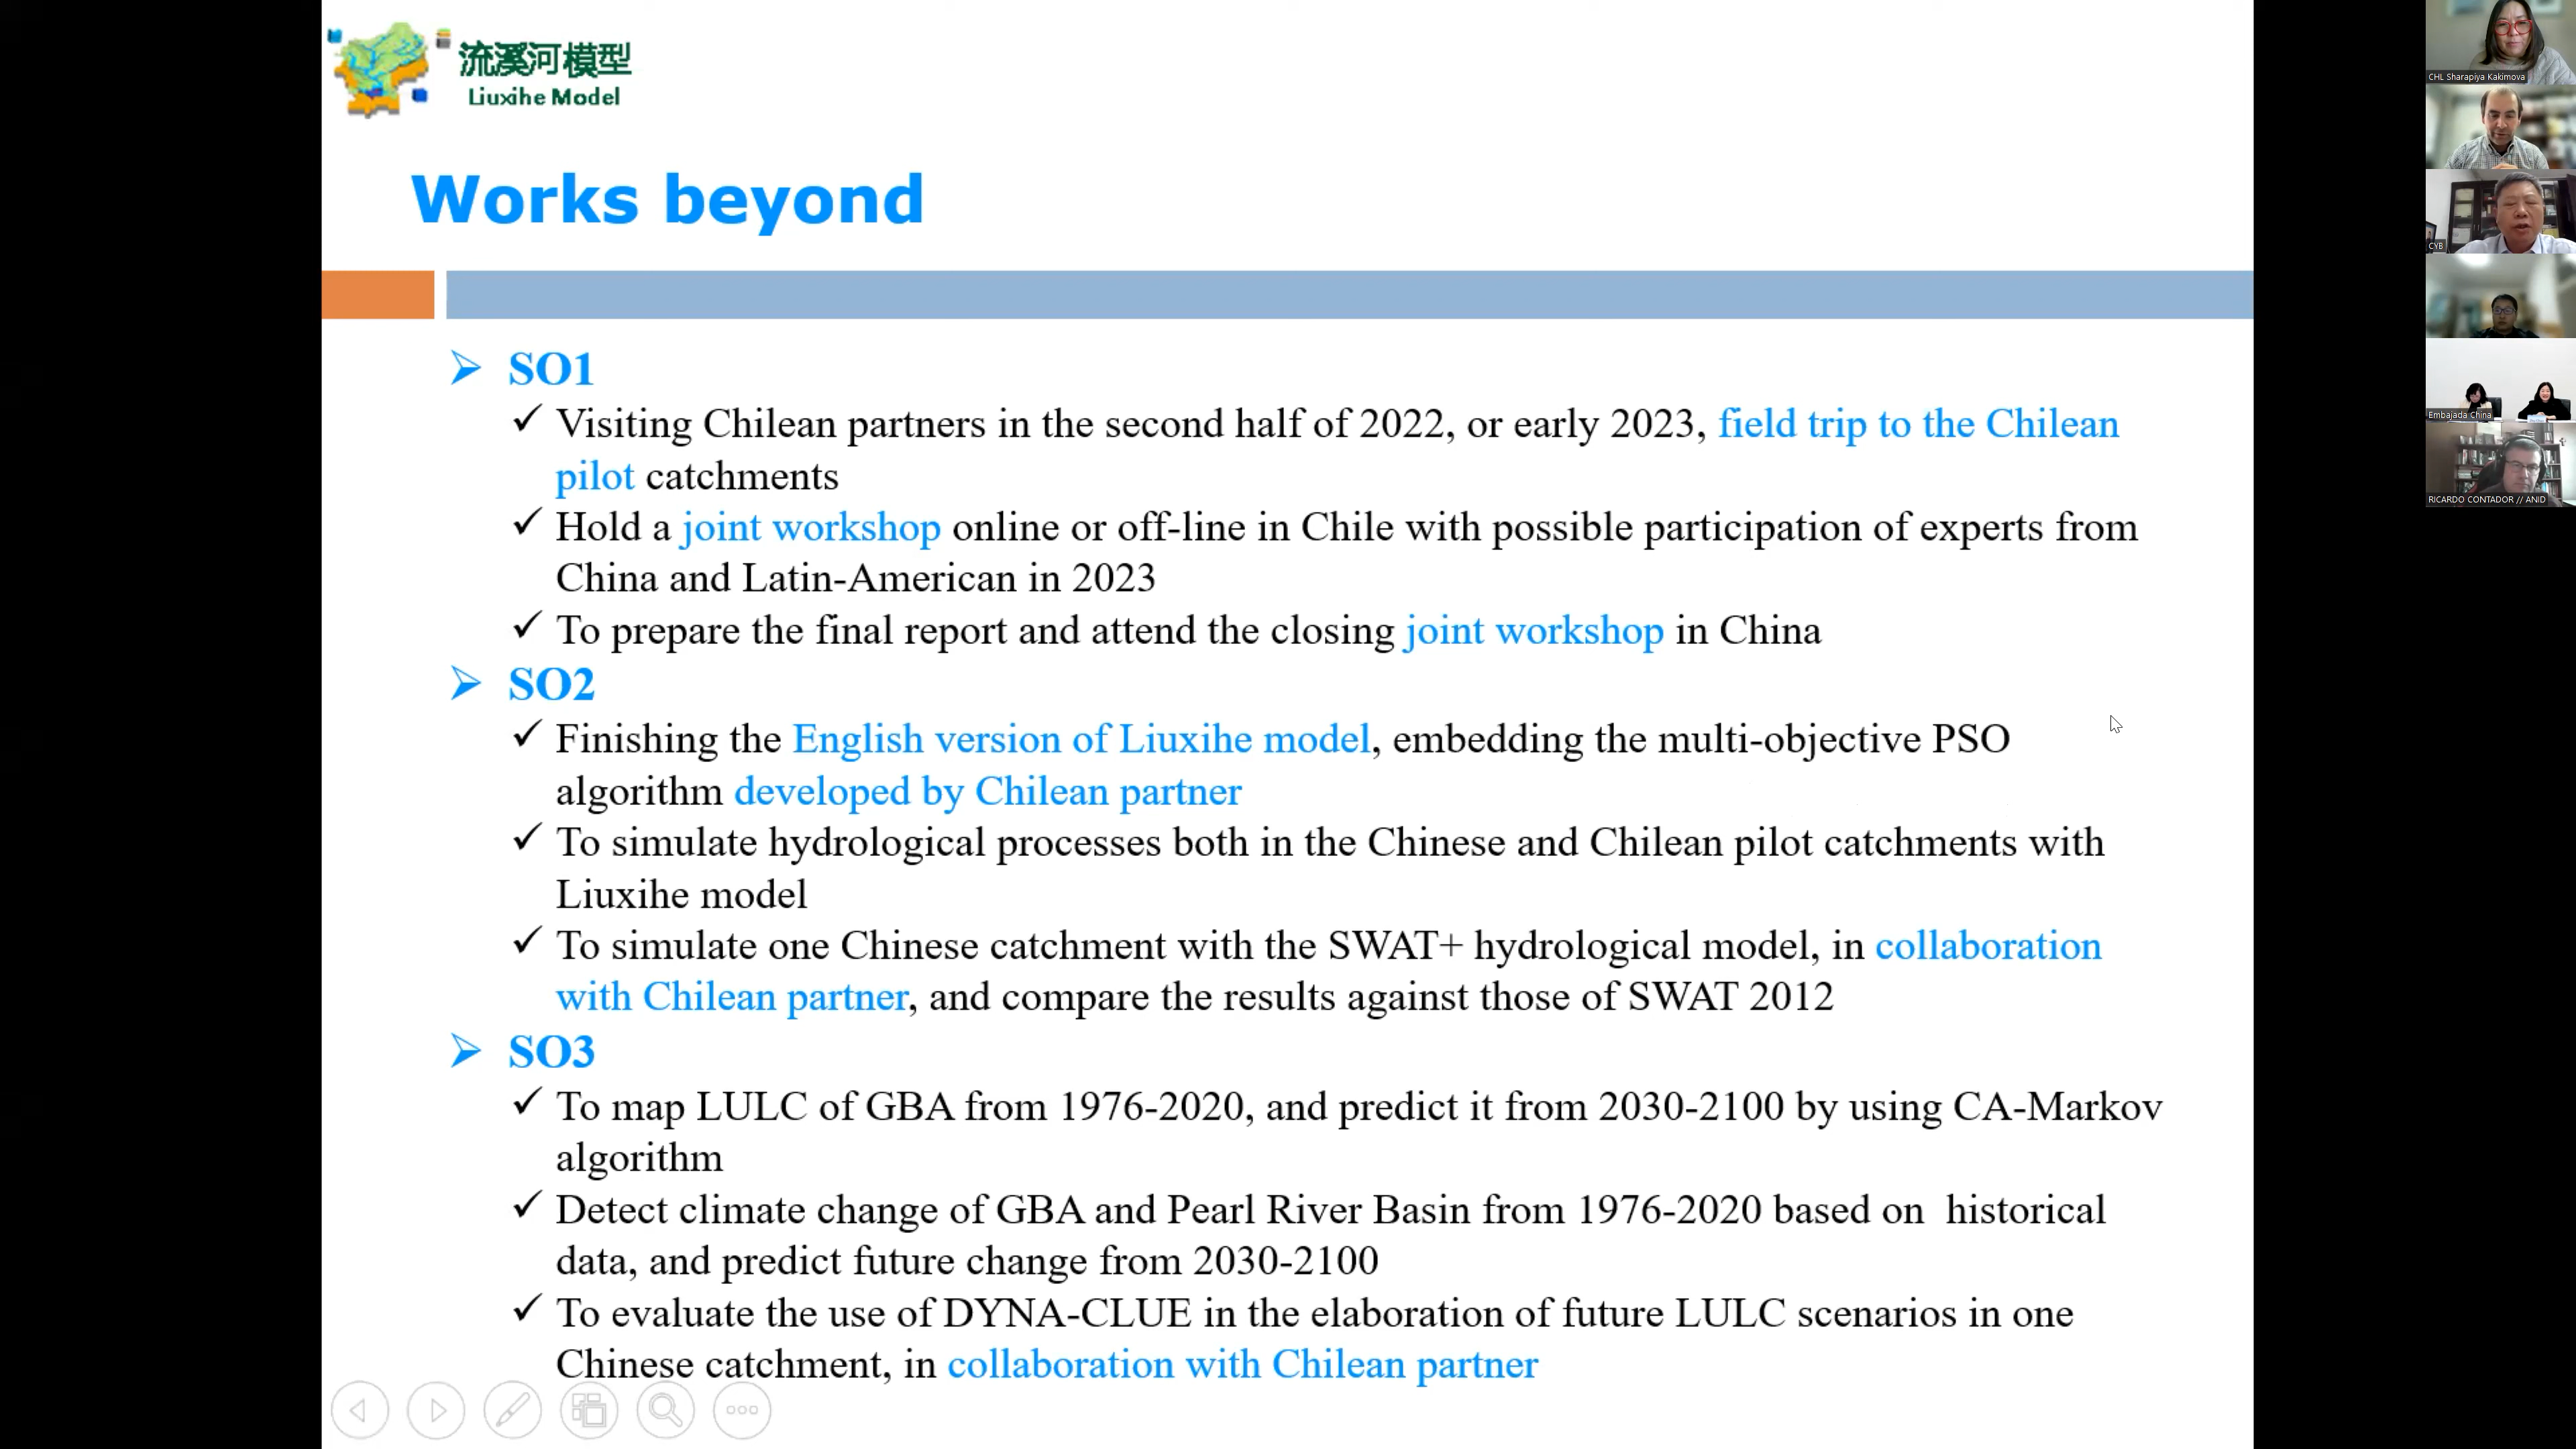 流溪河模型
Liuxihe Model
Works beyond
SO1
Visiting Chilean partners in the second half of 2022, or early 2023, field trip to the Chilean
pilot catchments
Hold a joint workshop online or off-line in Chile with possible participation of experts from
China and Latin-American in 2023
To prepare the final report and attend the closing joint workshop in China
SO2
Finishing the English version of Liuxihe model, embedding the multi-objective PSO
algorithm developed by Chilean partner
To simulate hydrological processes both in the Chinese and Chilean pilot catchments with
Liuxihe model
To simulate one Chinese catchment with the SWAT+ hydrological model, in collaboration
with Chilean partner, and compare the results against those of SWAT 2012
SO3
To map LULC of GBA from 1976-2020, and predict it from 2030-2100 by using CA-Markov
algorithm
Detect climate change of GBA and Pearl River Basin from 1976-2020 based on historical
data, and predict future change from 2030-2100
To evaluate the use of DYNA-CLUE in the elaboration of future LULC scenarios in one
Chinese catchment, in collaboration with Chilean partner
CHL Sharapiya Kakimova
CYB
Embajada China
RICARDO CONTADOR // ANID